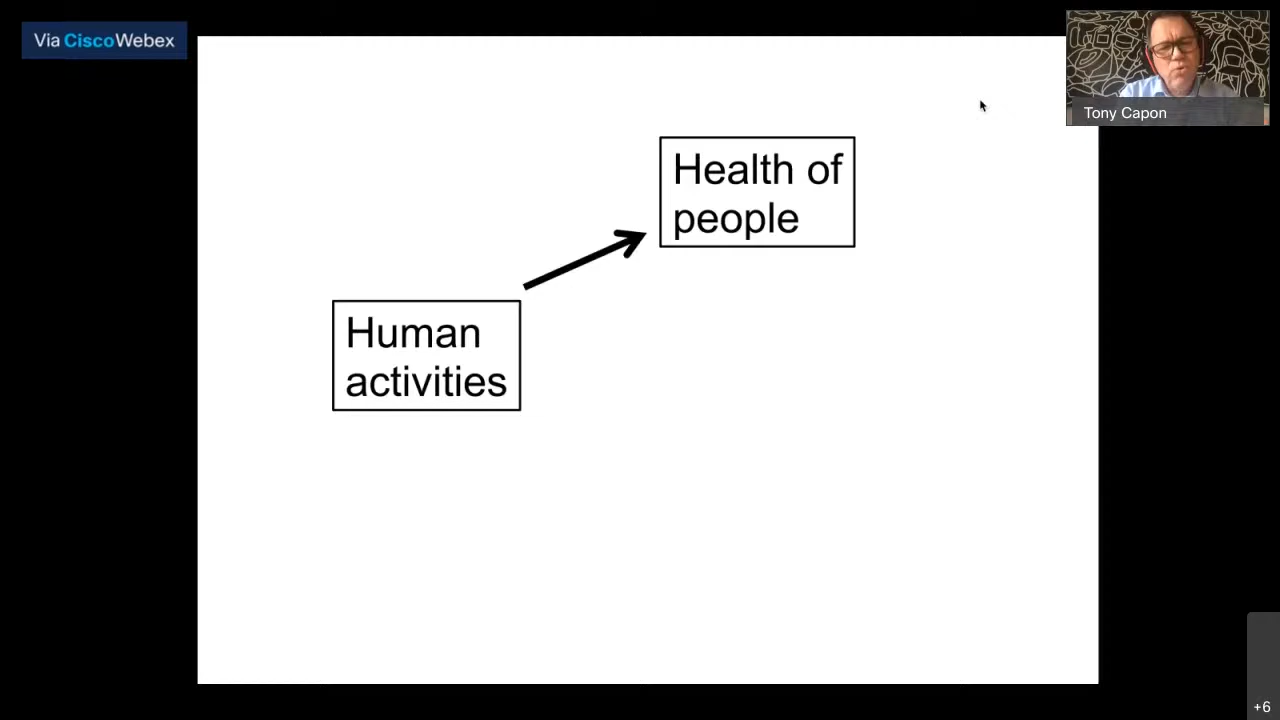 Via CiscoWebex
Tony Capon
Health of
people
Human
activities
+6